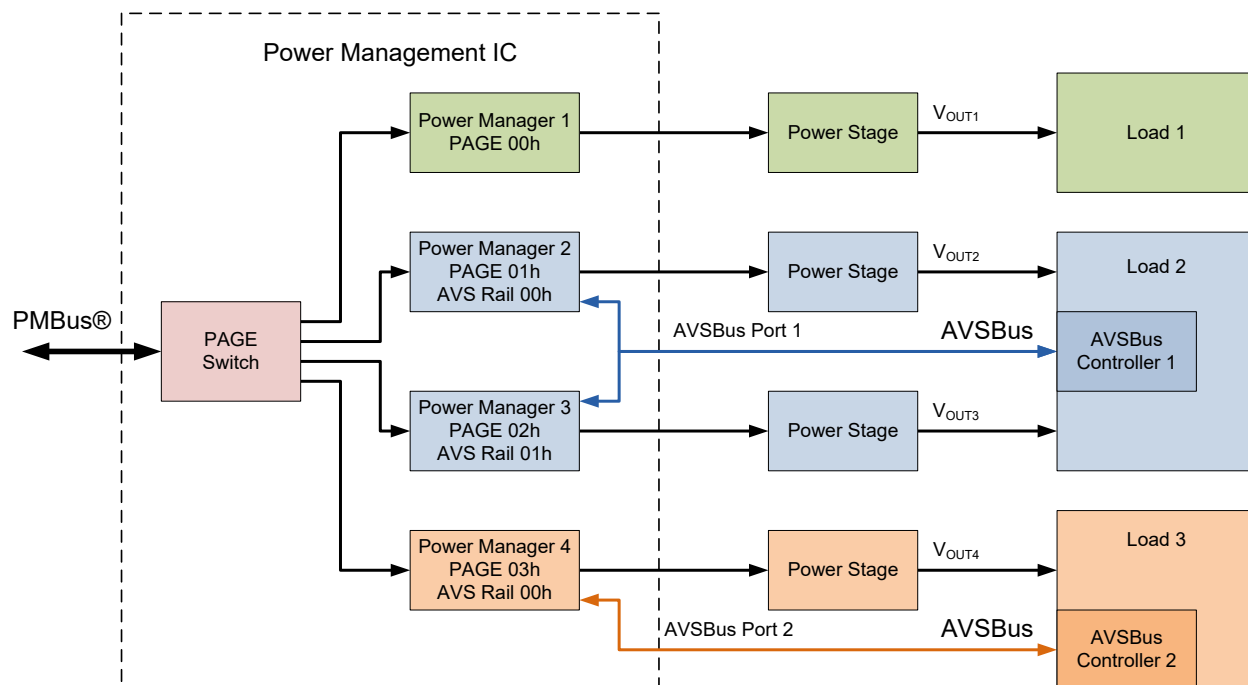 Power Management IC
Power Manager 1
PAGE 00h
Power Stage
VOUT1
Load 1
Power Manager 2
PAGE 01h
AVS Rail 00h
Power Stage
VOUT2
Load 2
PMBus®
PAGE
Switch
AVSBus Port 1
AVSBus
AVSBus
Controller 1
Power Manager 3
PAGE 02h
AVS Rail 01h
Power Stage
VOUT3
Power Manager 4
PAGE 03h
AVS Rail 00h
Power Stage
VOUT4
Load 3
AVSBus Port 2
AVSBus
AVSBus
Controller 2